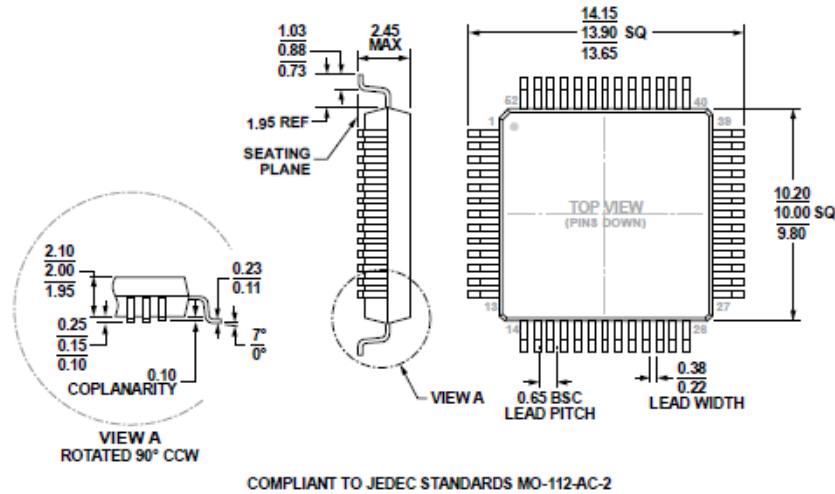 1.03
0.88
0.73
2.45
MAX
14.15
13.90 SQ
13.65
1.95 REF
SEATING
PLANE
52
40
1
39
TOP VIEW
(PINS DOWN)
10.20
10.00 SQ
9.80
13
27
14
26
2.10
2.00
1.95
0.23
0.11
0.25
0.15
0.10
7°
0°
0.10
COPLANARITY
VIEW A
ROTATED 90° CCW
VIEW A
0.65 BSC
LEAD PITCH
0.38
0.22
LEAD WIDTH
COMPLIANT TO JEDEC STANDARDS MO-112-AC-2